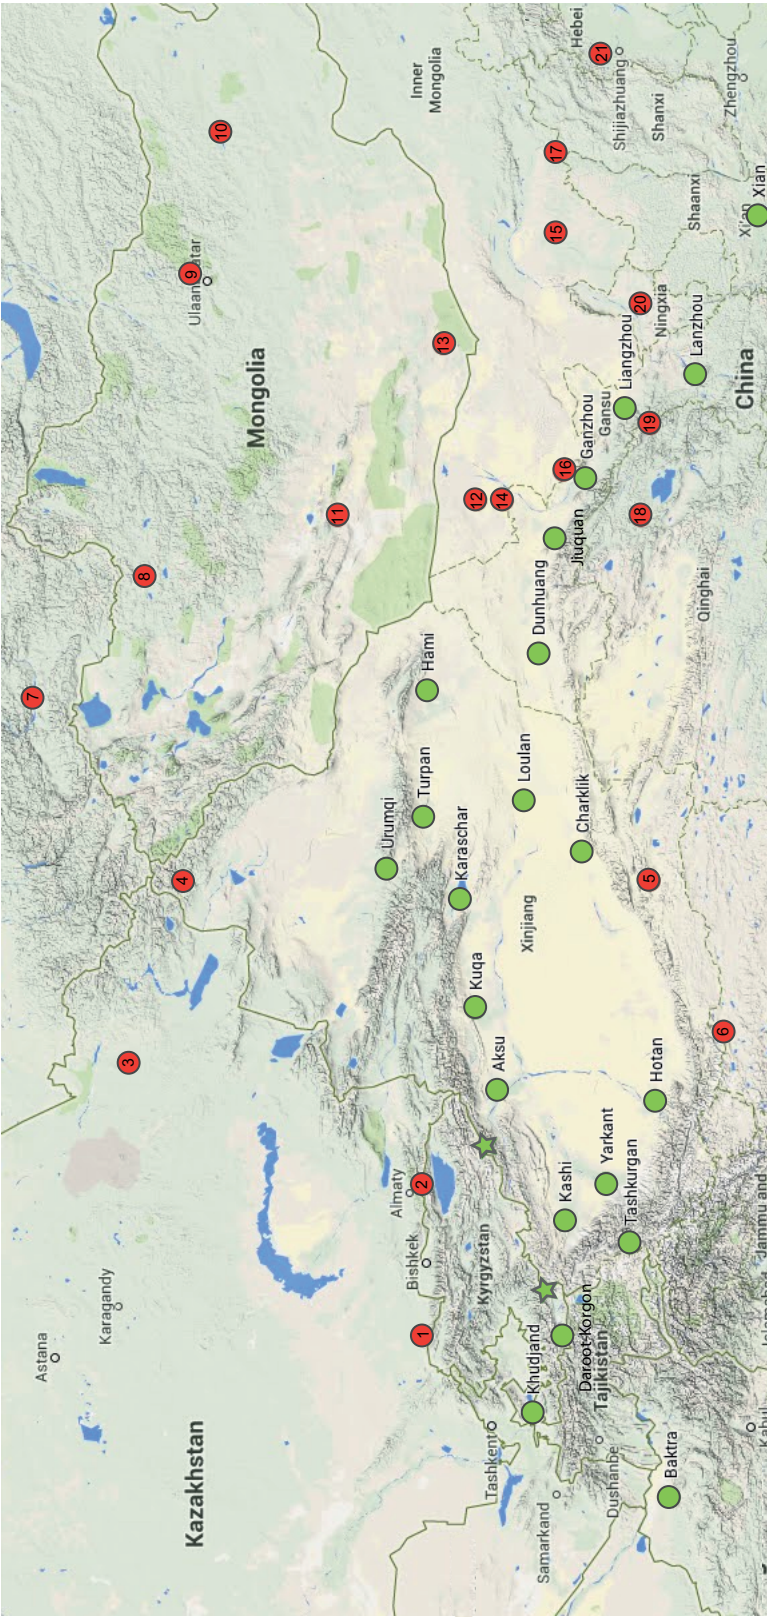 Hebei
21
Shijiazhuang
Zhengzhou
Inner
Mongolia
Shanxi
10
17
Xian
Xi'an
Shaanxi
15
9
Ulaanbatar
20
Ningxia
13
Lanzhou
Liangzhou
China
Mongolia
19
Gansu
Ganzhou
16
12
14
11
18
Jiuquan
8
Qinghai
Dunhuang
7
Hami
Turpan
Loulan
Charklik
Urumqi
Karaschar
4
5
Xinjiang
Kuqa
6
3
Aksu
Hotan
Yarkant
2
Almaty
Kashi
Tashkurgan
Jammu and
Bishkek
Kyrgyzstan
Karagandy
1
Daroot-Korgon
Khudjand
Tajikistan
Astana
Tashkent
Kabul
Baktra
Dushanbe
Samarkand
Kazakhstan